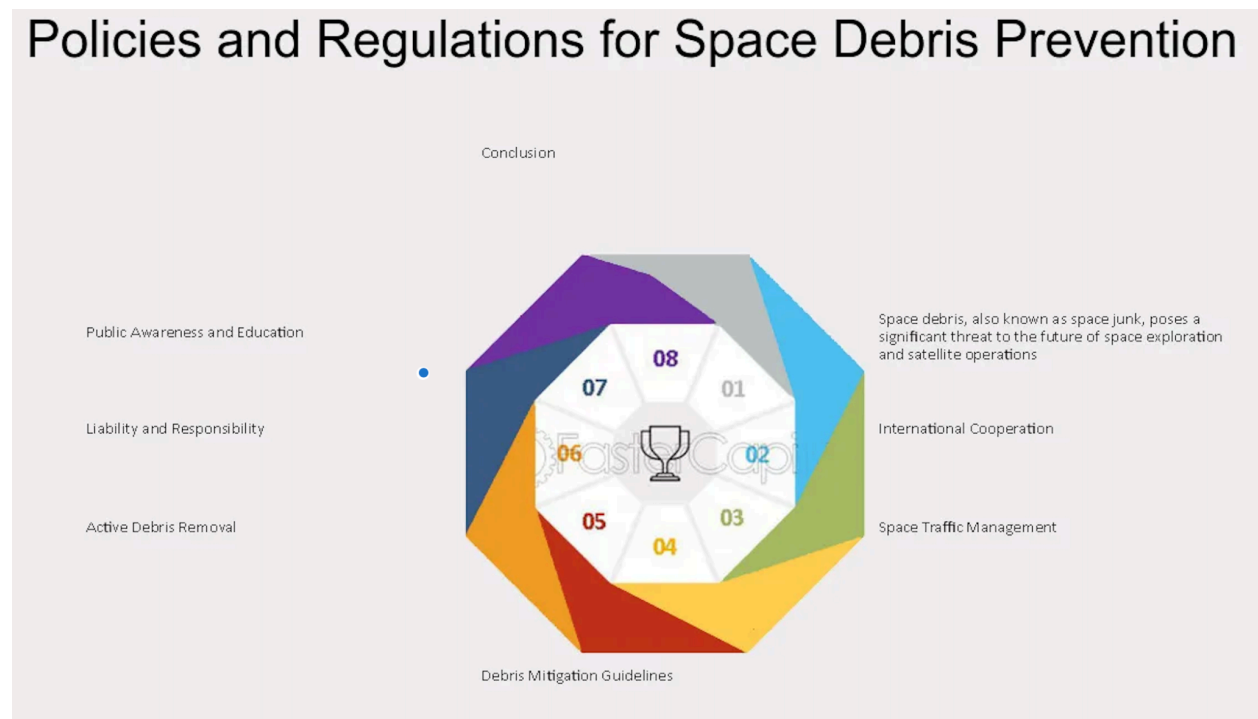 Policies and Regulations for Space Debris Prevention
Conclusion
Public Awareness and Education
Space debris, also known as space junk, poses a
significant threat to the future of space exploration
and satellite operations
Liability and Responsibility
International Cooperation
Active Debris Removal
Space Traffic Management
08
07
01
06
02
05
03
04
FasterCapi
Debris Mitigation Guidelines